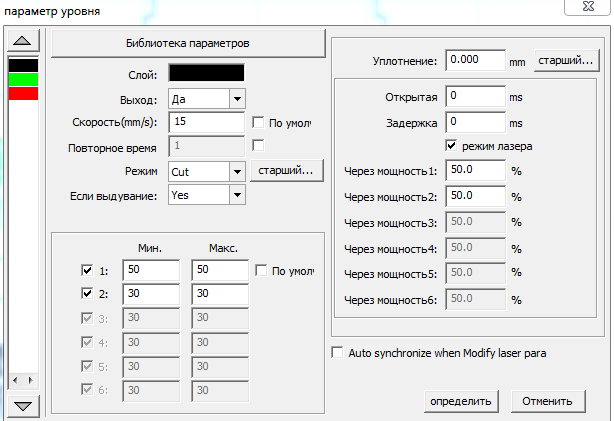 параметр уровня
Библиотека параметров
Слой:
Выход: Да
Скорость(mm/s): 15 По умолч
Повторное время 1
Режим Cut старший...
Если выдувание: Yes
Мин. Макс.
1: 50 50 По умолч
2: 30 30
3: 30 30
4: 30 30
5: 30 30
6: 30 30
Уплотнение: 0.000 mm старший...
Открытая 0 ms
Задержка 0 ms
режим лазера
Через мощность1: 50.0 %
Через мощность2: 50.0 %
Через мощность3: 50.0 %
Через мощность4: 50.0 %
Через мощность5: 50.0 %
Через мощность6: 50.0 %
Auto synchronize when Modify laser para
определить Отменить